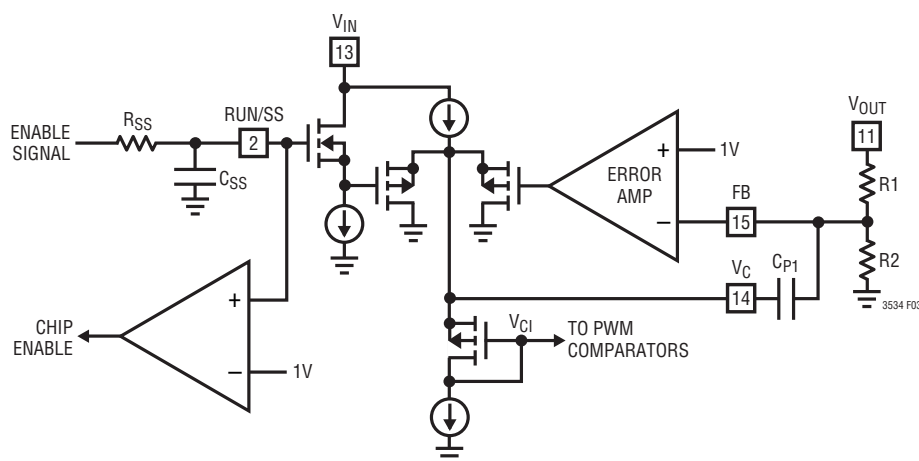 V_IN
13
R_SS
RUN/SS
ENABLE
SIGNAL
2
C_SS
V_OUT
11
+
1V
ERROR
AMP
R1
FB
–
15
R2
V_C
C_P1
14
3534 F03
V_CI
TO PWM
COMPARATORS
+
CHIP
ENABLE
–
1V